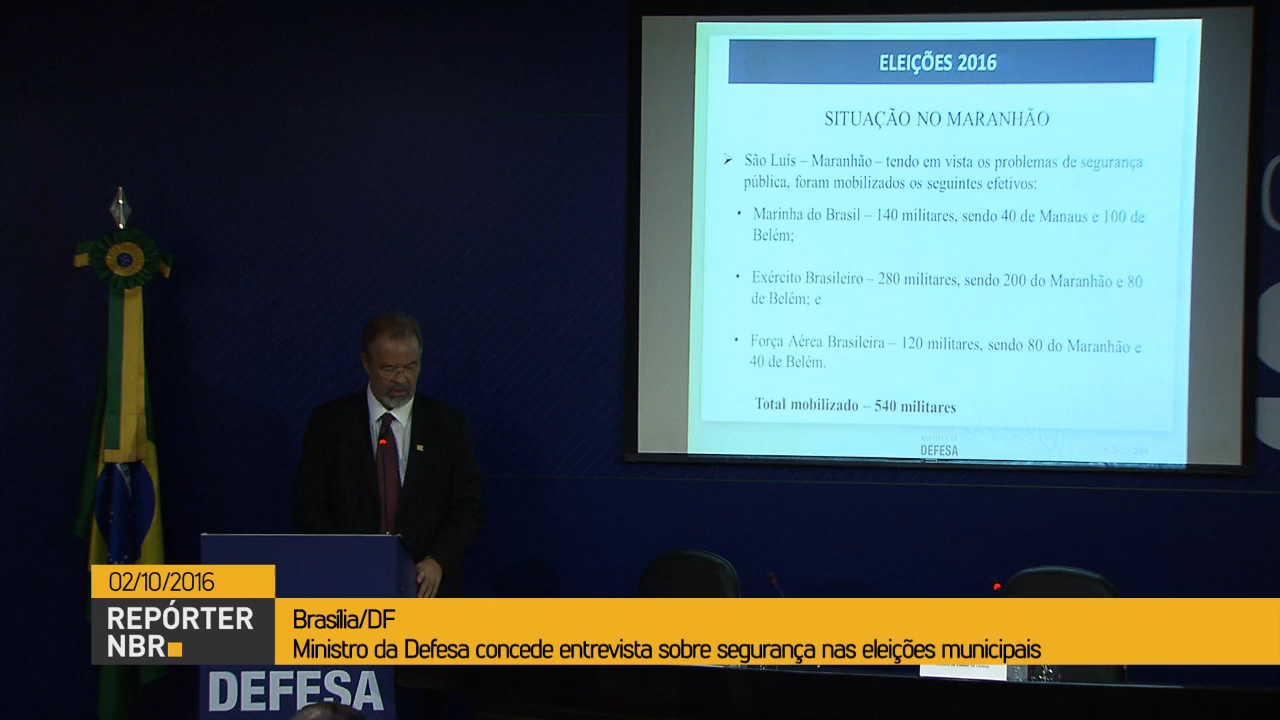 ELEIÇÕES 2016
SITUAÇÃO NO MARANHÃO
São Luís – Maranhão – tendo em vista os problemas de segurança
pública, foram mobilizados os seguintes efetivos:
• Marinha do Brasil – 140 militares, sendo 40 de Manaus e 100 de
Belém;
• Exército Brasileiro – 280 militares, sendo 200 do Maranhão e 80
de Belém; e
• Força Aérea Brasileira – 120 militares, sendo 80 do Maranhão e
40 de Belém.
Total mobilizado – 540 militares
DEFESA
02/10/2016
REPÓRTER
NBR
Brasília/DF
Ministro da Defesa concede entrevista sobre segurança nas eleições municipais
DEFESA